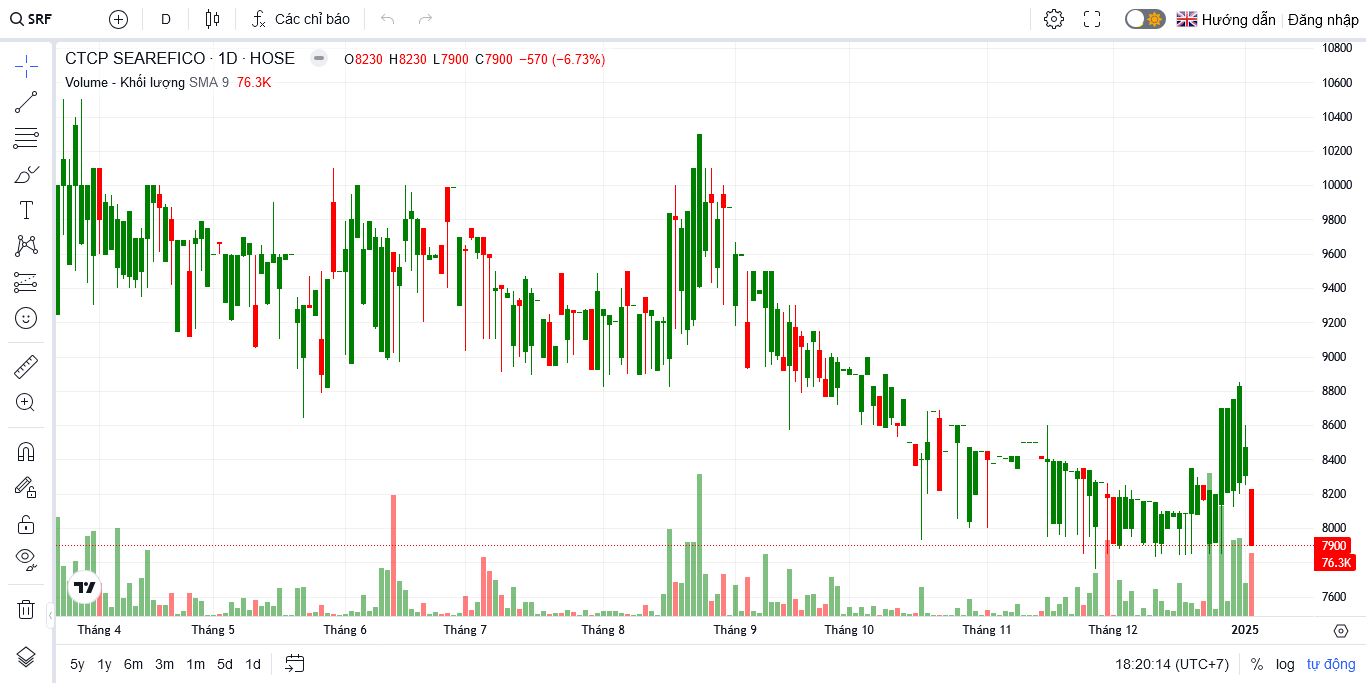 SRF D Các chỉ báo Hướng dẫn Đăng nhập
CTCP SEAREFICO · 1D · HOSE O8230 H8230 L7900 C7900 −570 (−6.73%)
Volume - Khối lượng SMA 9 76.3K
10800
10600
10400
10200
10000
9800
9600
9400
9200
9000
8800
8600
8400
8200
8000
7900
76.3K
7600
Tháng 4 Tháng 5 Tháng 6 Tháng 7 Tháng 8 Tháng 9 Tháng 10 Tháng 11 Tháng 12 2025
5y 1y 6m 3m 1m 5d 1d 18:20:14 (UTC+7) % log tự động